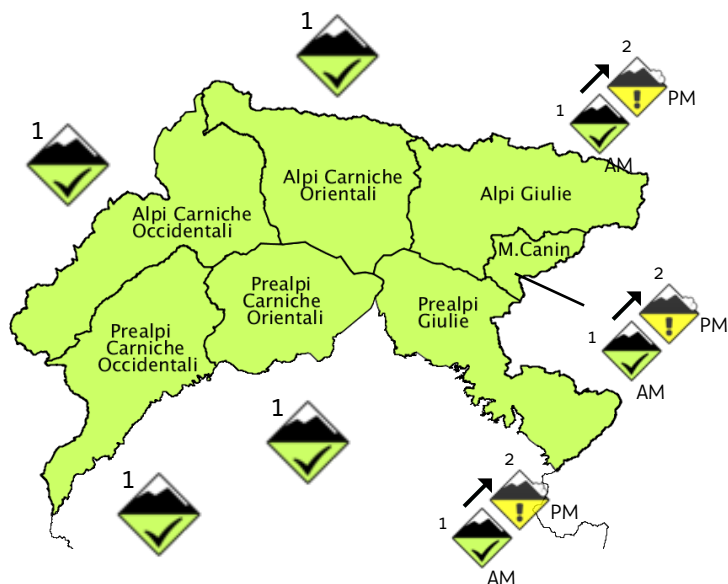 1
2
1
PM
1
AM
Alpi Carniche
Orientali
Alpi Giulie
Alpi Carniche
Occidentali
M.Canin
2
Prealpi
Carniche
Orientali
Prealpi
Giulie
PM
Prealpi
Carniche
Occidentali
1
AM
1
2
1
PM
1
AM